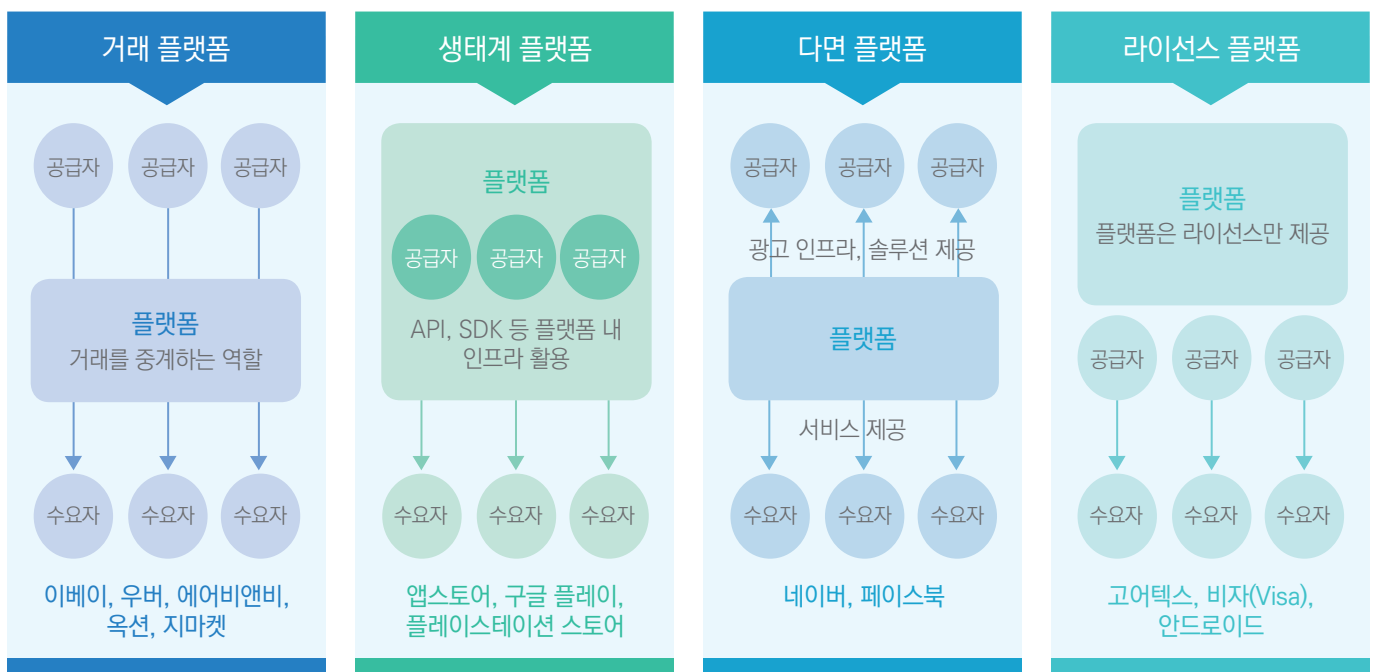 거래 플랫폼
공급자 공급자 공급자
플랫폼
거래를 중계하는 역할
수요자 수요자 수요자
이베이, 우버, 에어비앤비,
옥션, 지마켓
생태계 플랫폼
플랫폼
공급자 공급자 공급자
API, SDK 등 플랫폼 내
인프라 활용
수요자 수요자 수요자
앱스토어, 구글 플레이,
플레이스테이션 스토어
다면 플랫폼
공급자 공급자 공급자
광고 인프라, 솔루션 제공
플랫폼
서비스 제공
수요자 수요자 수요자
네이버, 페이스북
라이선스 플랫폼
플랫폼
플랫폼은 라이선스만 제공
공급자 공급자 공급자
수요자 수요자 수요자
고어텍스, 비자(Visa),
안드로이드